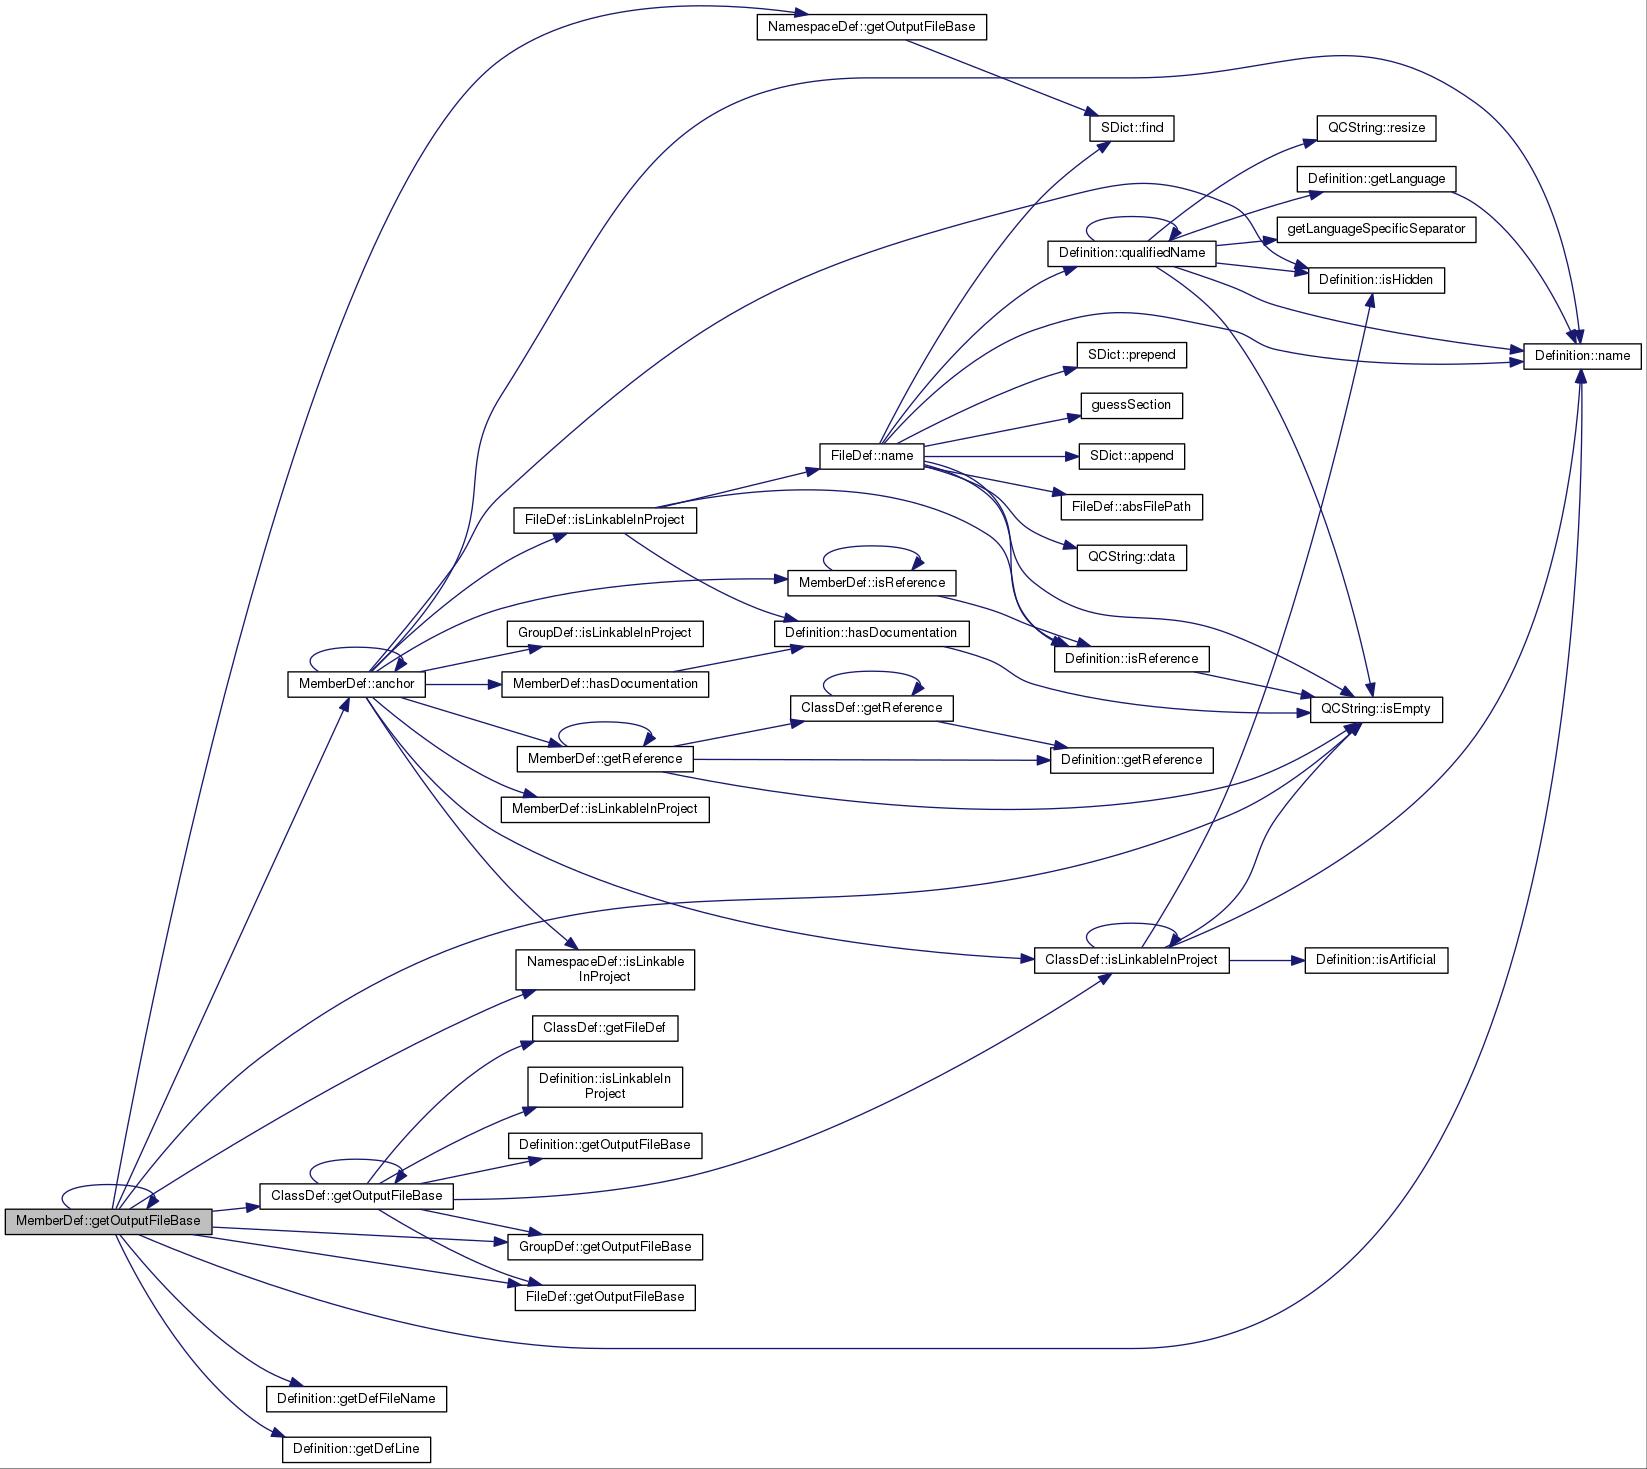 NamespaceDef::getOutputFileBase
SDict::find
QCString::resize
Definition::getLanguage
getLanguageSpecificSeparator
Definition::qualifiedName
Definition::isHidden
SDict::prepend
Definition::name
guessSection
FileDef::name
SDict::append
FileDef::absFilePath
FileDef::isLinkableInProject
QCString::data
MemberDef::isReference
GroupDef::isLinkableInProject
Definition::hasDocumentation
Definition::isReference
MemberDef::anchor
MemberDef::hasDocumentation
ClassDef::getReference
QCString::isEmpty
MemberDef::getReference
Definition::getReference
MemberDef::isLinkableInProject
NamespaceDef::isLinkable
InProject
ClassDef::isLinkableInProject
Definition::isArtificial
ClassDef::getFileDef
Definition::isLinkableIn
Project
Definition::getOutputFileBase
ClassDef::getOutputFileBase
MemberDef::getOutputFileBase
GroupDef::getOutputFileBase
FileDef::getOutputFileBase
Definition::getDefFileName
Definition::getDefLine